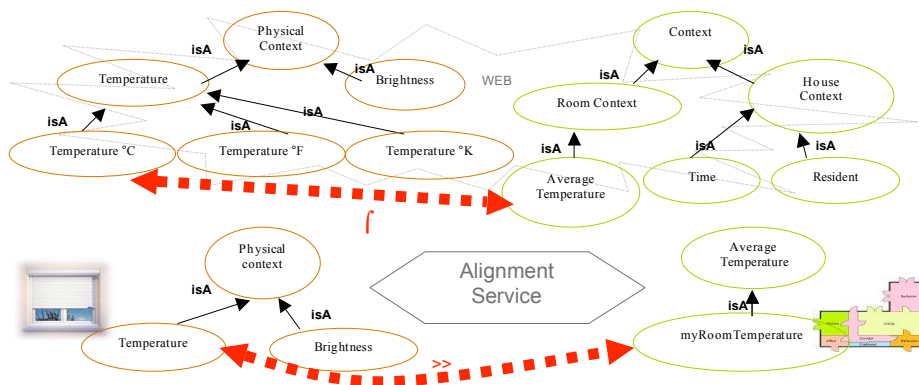 Physical
Context
isA
isA
Temperature
Brightness
isA
isA
isA
Temperature °C
Temperature °F
Temperature °K
WEB
Context
isA
isA
Room Context
House
Context
isA
isA
isA
Average
Temperature
Time
Resident
∫
Physical
context
isA
isA
Temperature
Brightness
Alignment
Service
>>
Average
Temperature
isA
myRoomTemperature